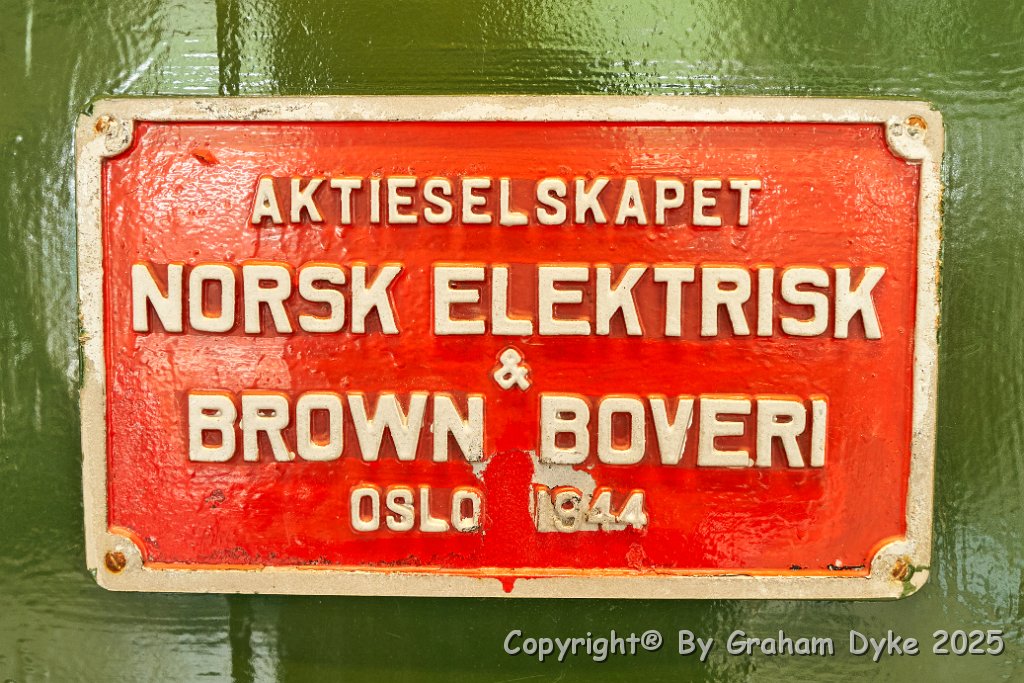 AKTIESELSKAPET
NORSK ELEKTRISK
&
BROWN BOVERI
OSLO 1944
Copyright® By Graham Dyke 2025